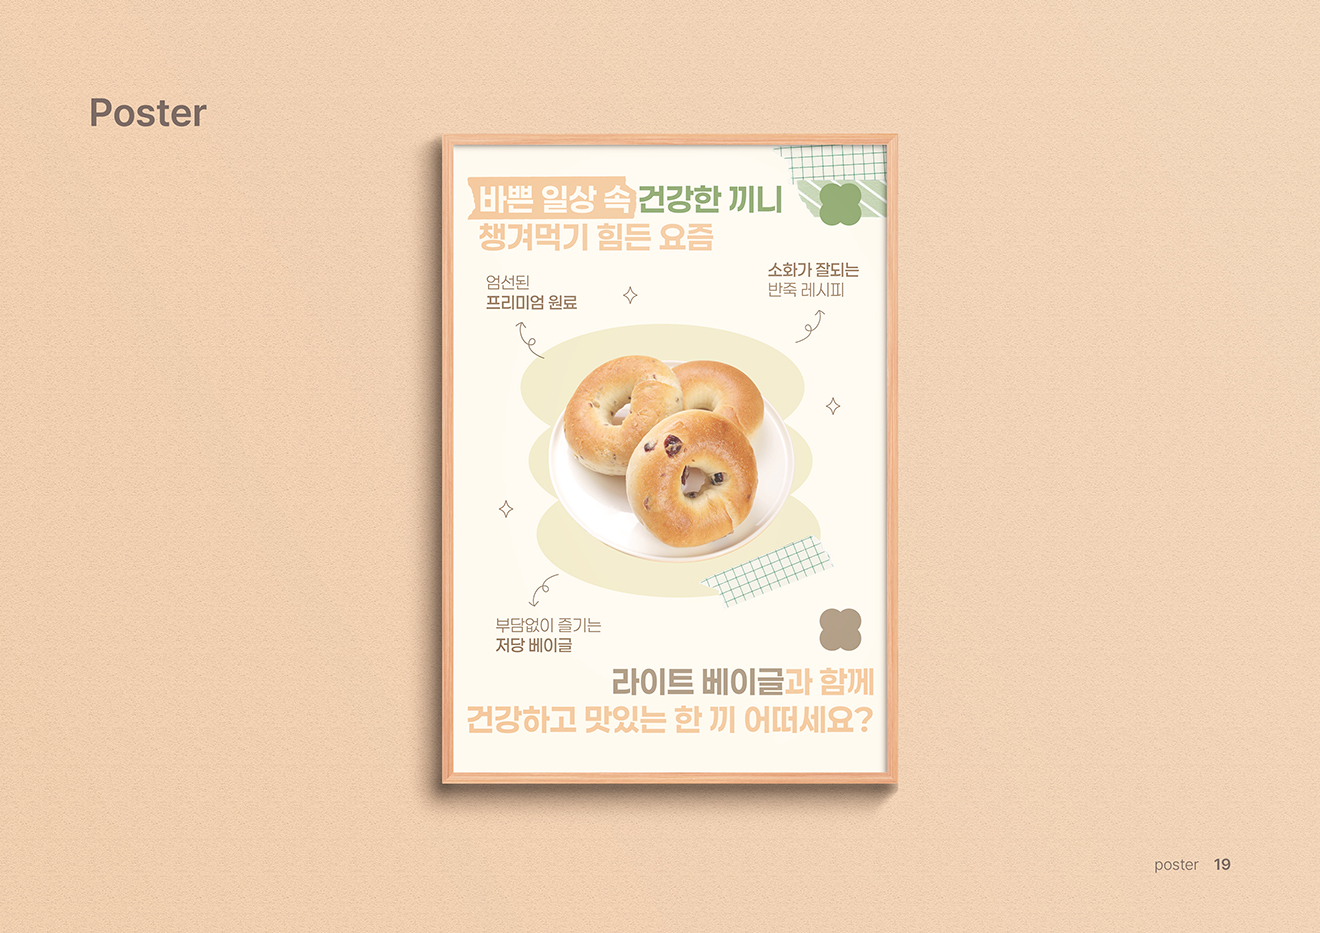 Poster
바쁜 일상 속 건강한 끼니
챙겨먹기 힘든 요즘
엄선된
프리미엄 원료
소화가 잘되는
반죽 레시피
부담없이 즐기는
저당 베이글
라이트 베이글과 함께
건강하고 맛있는 한 끼 어떠세요?
poster 19